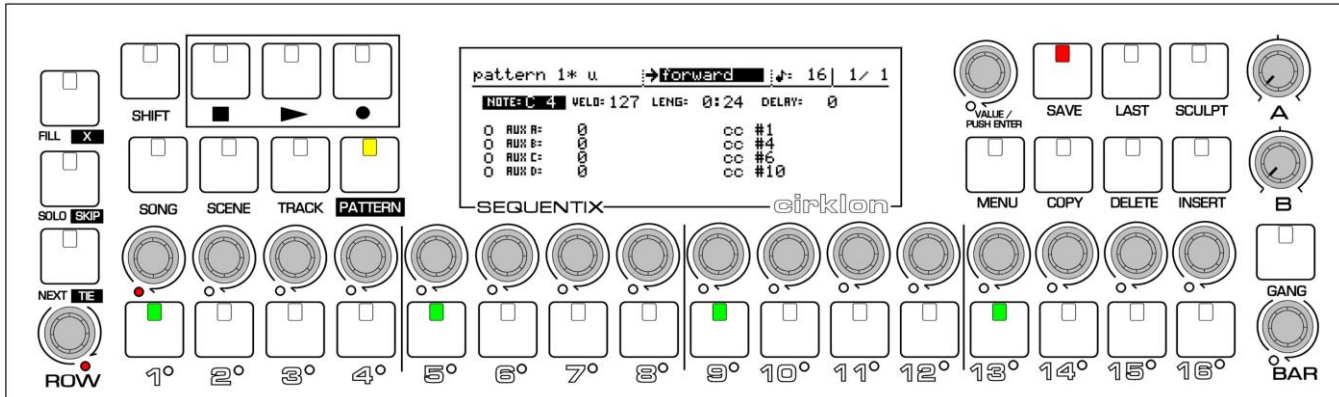 pattern 1* u →forward ♪: 16| 1/ 1
NOTE: C 4 VELO: 127 LENG: 0:24 DELAY: 0
O AUX A: 0 cc #1
O AUX B: 0 cc #4
O AUX C: 0 cc #6
O AUX D: 0 cc #10
SEQUENTIX cirklon
SHIFT
FILL X
SONG SCENE TRACK PATTERN
SOLO SKIP
NEXT TIE
ROW
VALUE / PUSH ENTER
SAVE LAST SCULPT
MENU COPY DELETE INSERT
A
B
GANG
BAR
1° 2° 3° 4° 5° 6° 7° 8° 9° 10° 11° 12° 13° 14° 15° 16°